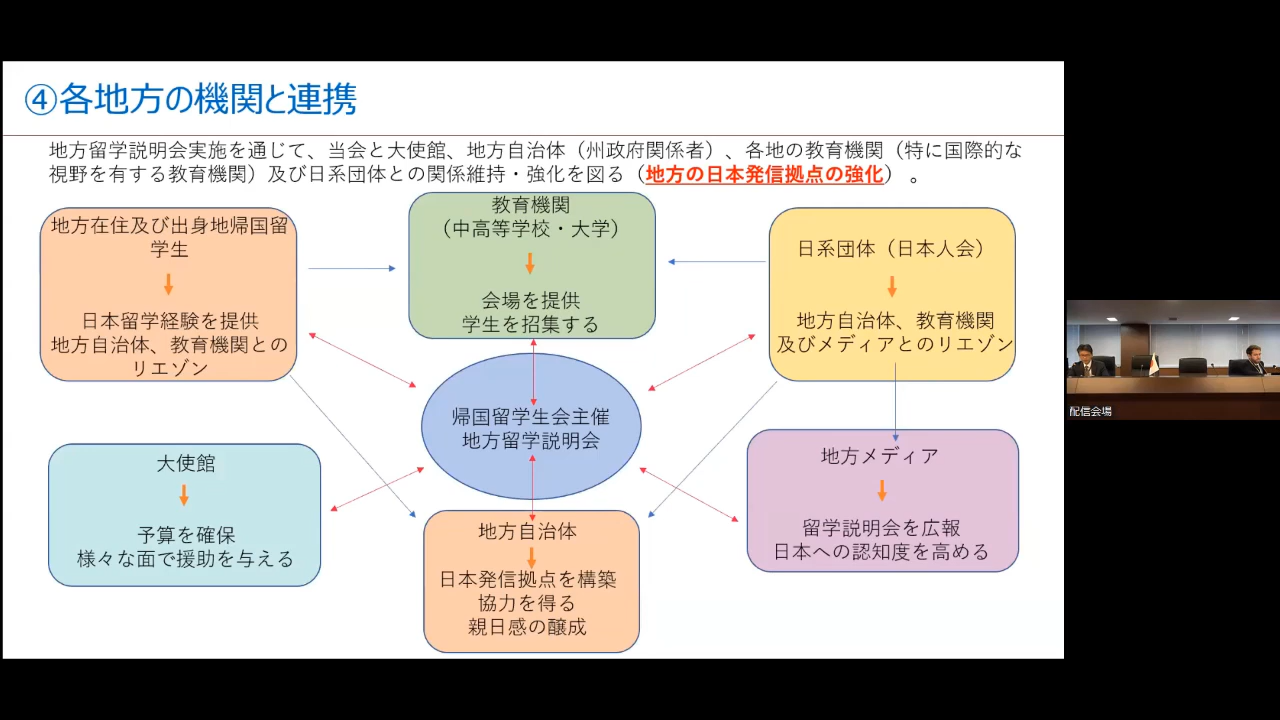 ④各地方の機関と連携
地方留学説明会実施を通じて、当会と大使館、地方自治体（州政府関係者）、各地の教育機関（特に国際的な
視野を有する教育機関）及び日系団体との関係維持・強化を図る（地方の日本発信拠点の強化）。
地方在住及び出身地帰国留
学生
日本留学経験を提供
地方自治体、教育機関との
リエゾン
教育機関
（中高等学校・大学）
会場を提供
学生を招集する
日系団体（日本人会）
地方自治体、教育機関
及びメディアとのリエゾン
帰国留学生会主催
地方留学説明会
大使館
予算を確保
様々な面で援助を与える
地方自治体
日本発信拠点を構築
協力を得る
親日感の醸成
地方メディア
留学説明会を広報
日本への認知度を高める
配信会場